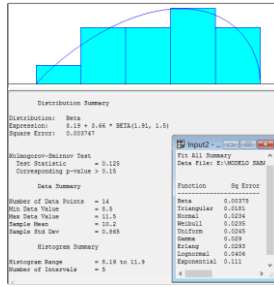 Distribution Summary
Distribution: Beta
Expression: 8.19 + 3.66 * BETA(1.91, 1.5)
Square Error: 0.003747
Kolmogorov-Smirnov Test
Test Statistic = 0.125
Corresponding p-value > 0.15
Data Summary
Number of Data Points = 14
Min Data Value = 8.5
Max Data Value = 11.5
Sample Mean = 10.2
Sample Std Dev = 0.865
Histogram Summary
Histogram Range = 8.19 to 11.9
Number of Intervals = 5
Input2 -
Fit All Summary
Data File: E:\MODELO SANS
Function Sq Error
Beta 0.00375
Triangular 0.0181
Normal 0.0234
Weibull 0.0235
Uniform 0.0245
Gamma 0.029
Erlang 0.0293
Lognormal 0.0406
Exponential 0.111